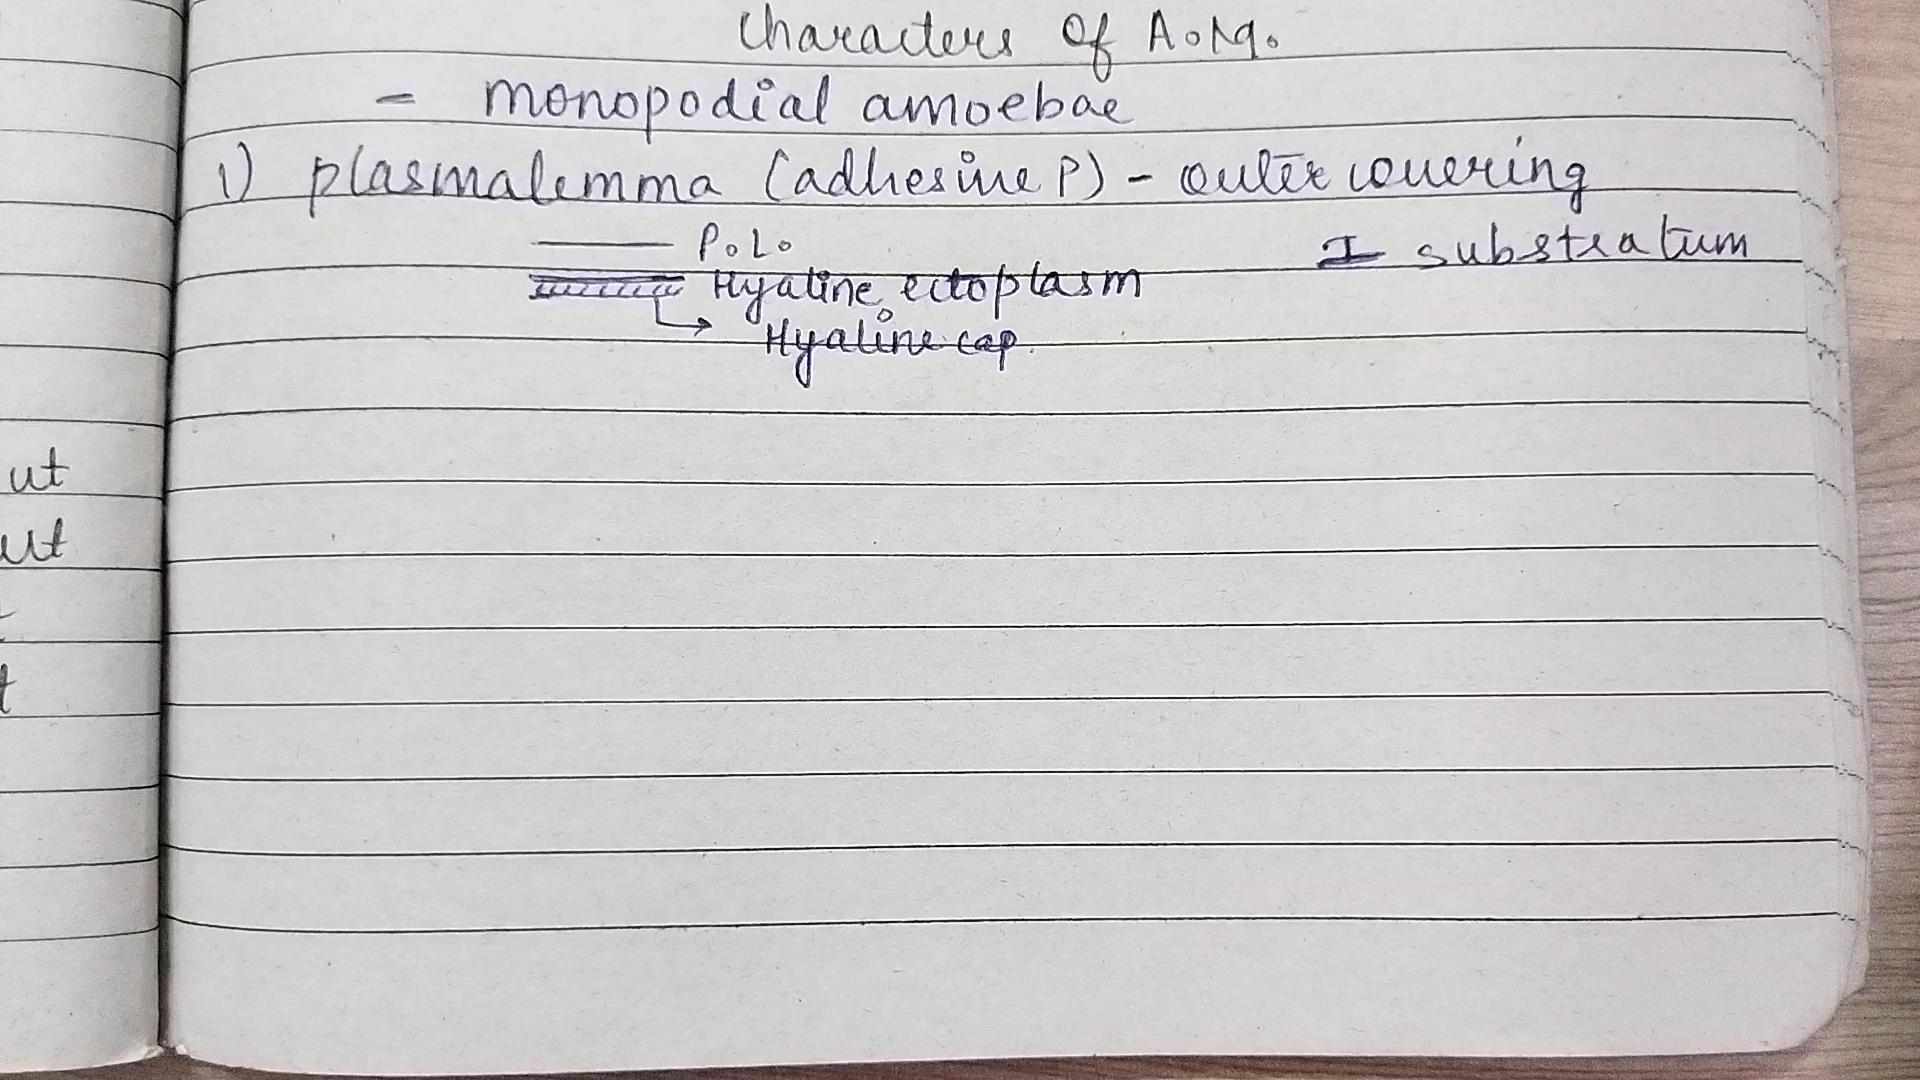 Characters Of A.M.
- monopodial amoebae
1) plasmalemma (adhesive P) - outer covering
P.L. I substratum
Hyaline ectoplasm
→ Hyaline cap.
ut
ut
t